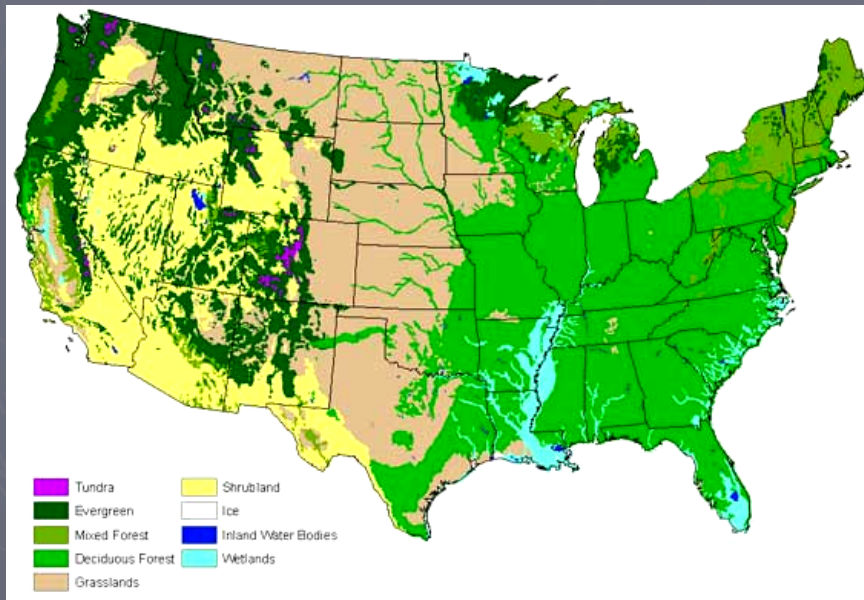 Tundra
Evergreen
Mixed Forest
Deciduous Forest
Grasslands
Shrubland
Ice
Inland Water Bodies
Wetlands